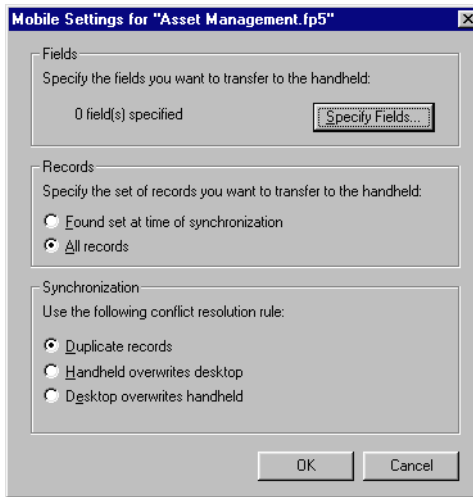 Mobile Settings for "Asset Management.fp5"
Fields
Specify the fields you want to transfer to the handheld:
0 field(s) specified
Specify Fields...
Records
Specify the set of records you want to transfer to the handheld:
Found set at time of synchronization
All records
Synchronization
Use the following conflict resolution rule:
Duplicate records
Handheld overwrites desktop
Desktop overwrites handheld
OK
Cancel